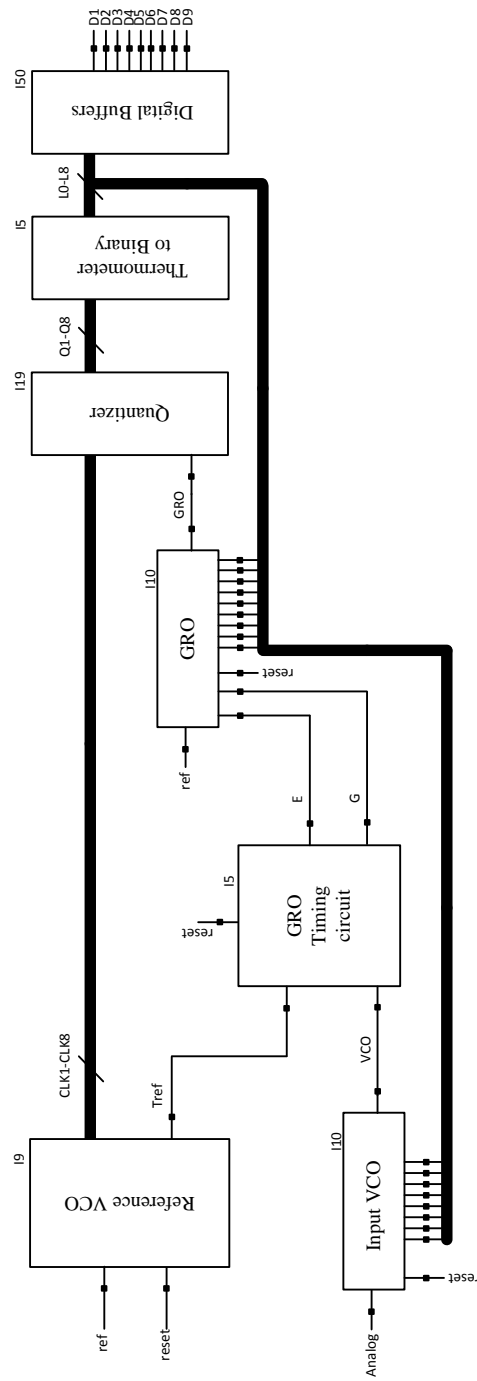 I9
Reference VCO
ref
reset
CLK1-CLK8
Tref
I10
Input VCO
Analog
reset
VCO
I5
GRO
Timing
circuit
reset
E
G
I10
GRO
ref
reset
GRO
I19
Quantizer
Q1-Q8
I5
Thermometer
to Binary
L0-L8
I50
Digital Buffers
D1
D2
D3
D4
D5
D6
D7
D8
D9